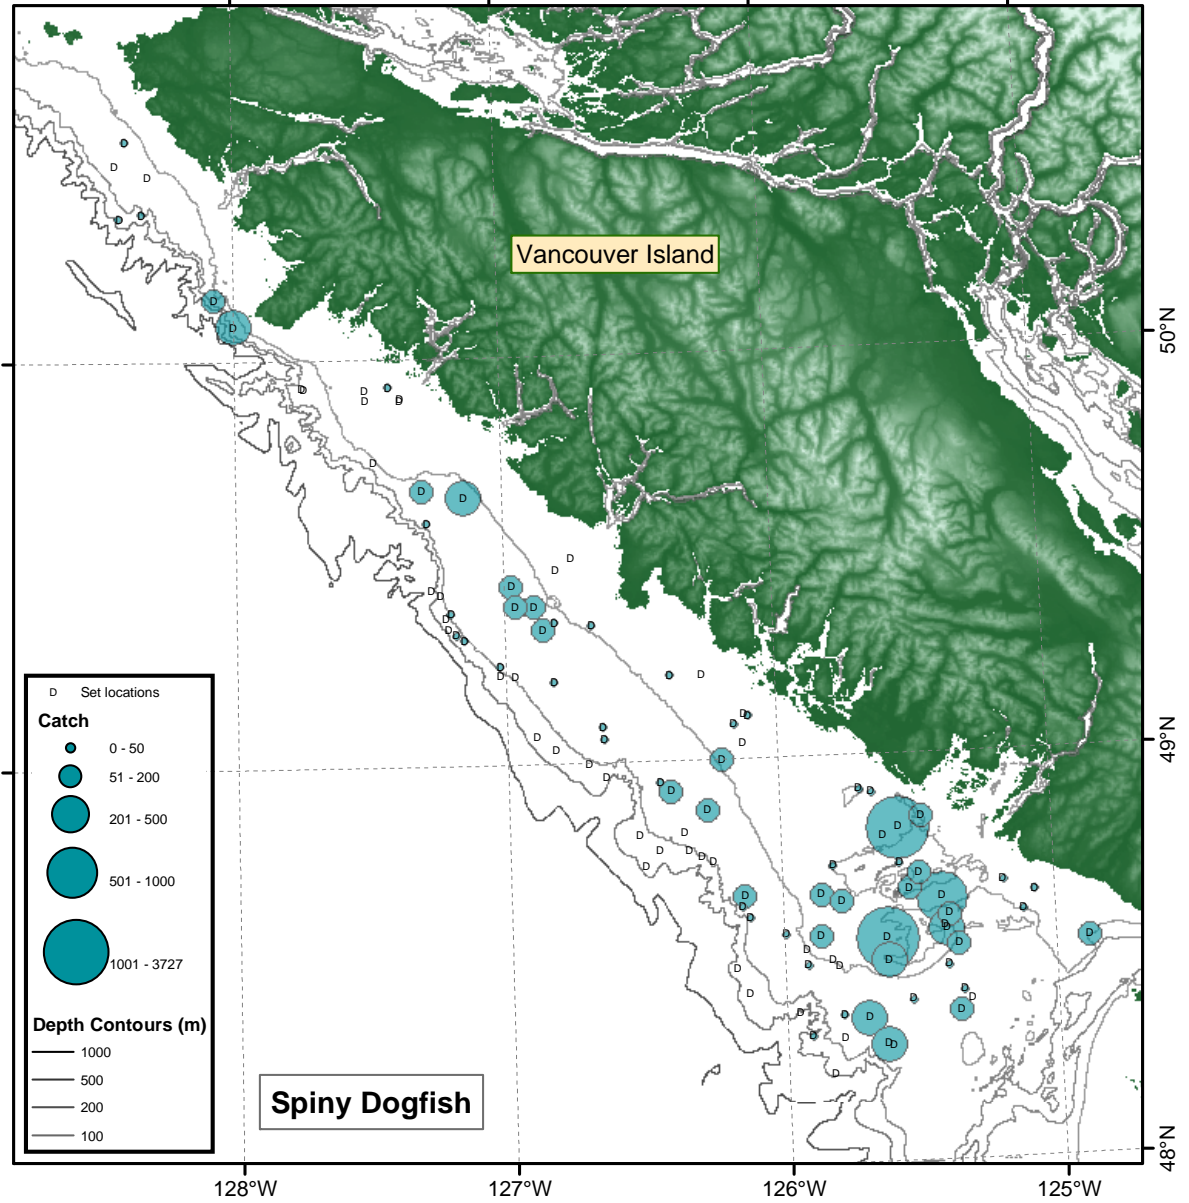 Vancouver Island
50°N
49°N
48°N
D Set locations
Catch
0 - 50
51 - 200
201 - 500
501 - 1000
1001 - 3727
Depth Contours (m)
1000
500
200
100
Spiny Dogfish
128°W 127°W 126°W 125°W